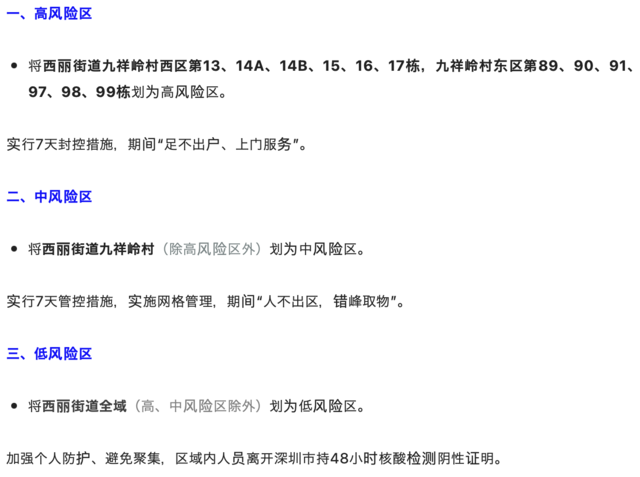 一、高风险区
● 将西丽街道九祥岭村西区第13、14A、14B、15、16、17栋，九祥岭村东区第89、90、91、
97、98、99栋划为高风险区。
实行7天封控措施，期间“足不出户、上门服务”。
二、中风险区
● 将西丽街道九祥岭村（除高风险区外）划为中风险区。
实行7天管控措施，实施网格管理，期间“人不出区，错峰取物”。
三、低风险区
● 将西丽街道全域（高、中风险区除外）划为低风险区。
加强个人防护、避免聚集，区域内人员离开深圳市持48小时核酸检测阴性证明。